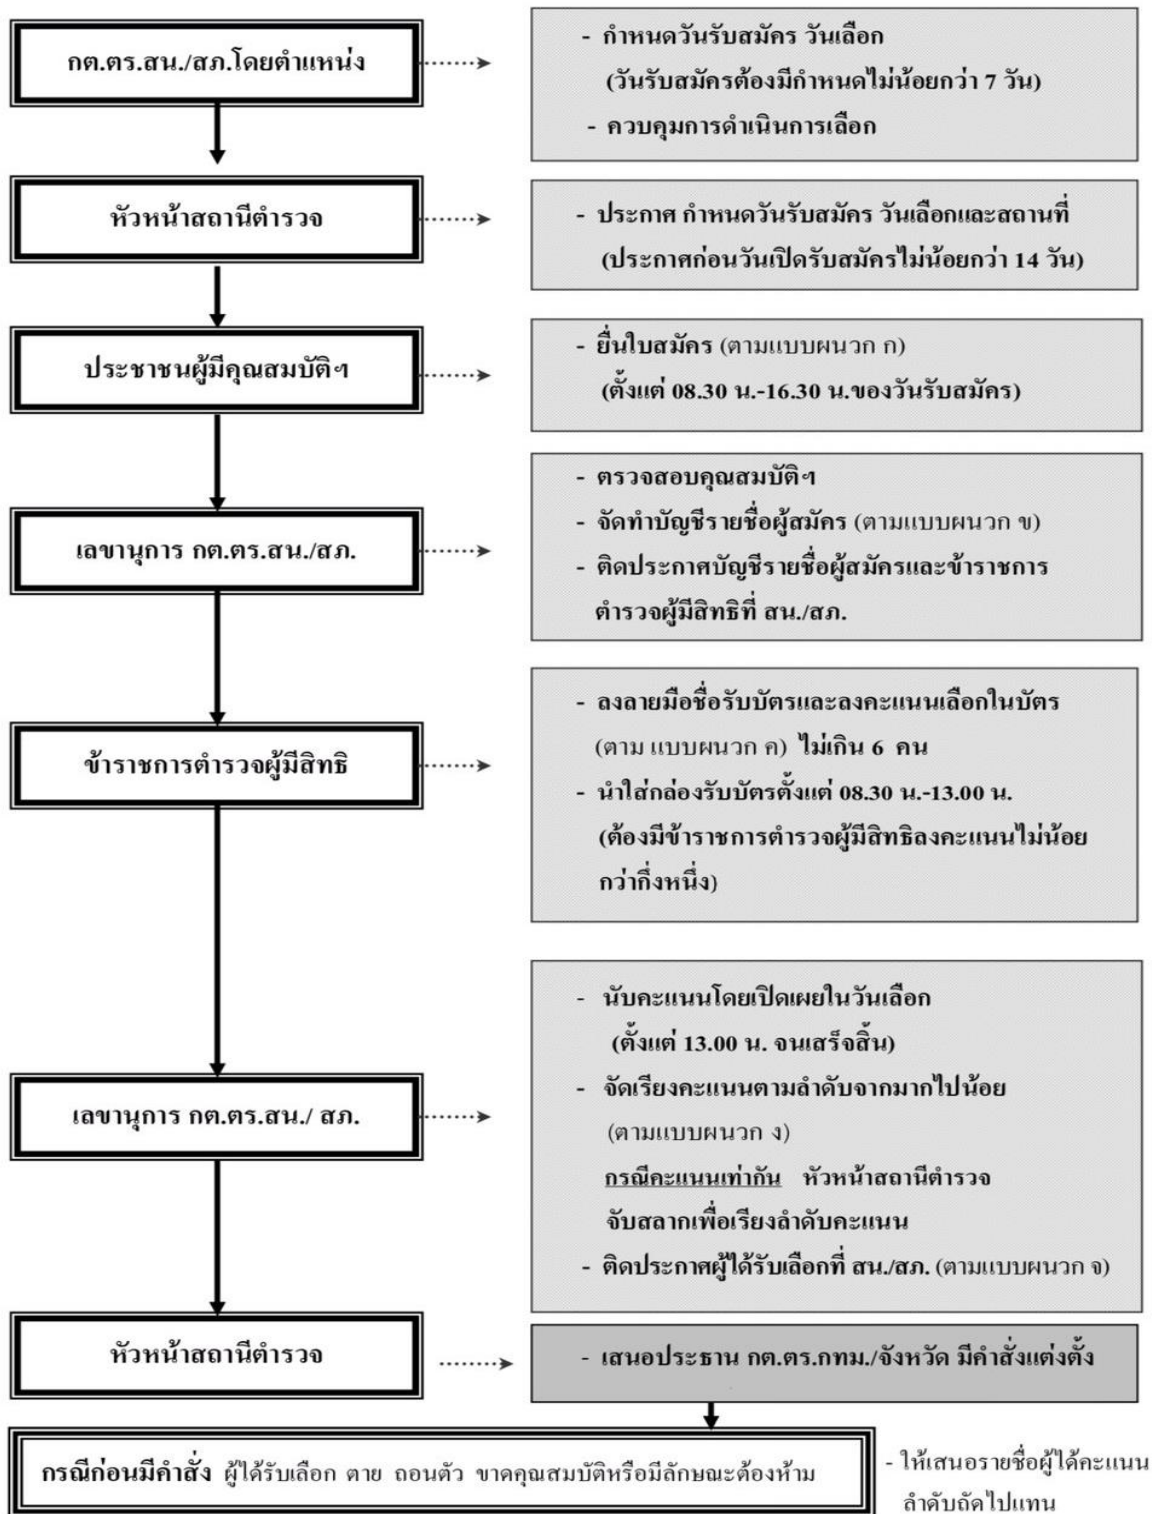 กต.ตร.สน./สภ.โดยตำแหน่ง
- กำหนดวันรับสมัคร วันเลือก
(วันรับสมัครต้องมีกำหนดไม่น้อยกว่า 7 วัน)
- ควบคุมการดำเนินการเลือก
หัวหน้าสถานีตำรวจ
- ประกาศ กำหนดวันรับสมัคร วันเลือกและสถานที่
(ประกาศก่อนวันเปิดรับสมัครไม่น้อยกว่า 14 วัน)
ประชาชนผู้มีคุณสมบัติฯ
- ยื่นใบสมัคร (ตามแบบผนวก ก)
(ตั้งแต่ 08.30 น.-16.30 น.ของวันรับสมัคร)
เลขานุการ กต.ตร.สน./สภ.
- ตรวจสอบคุณสมบัติฯ
- จัดทำบัญชีรายชื่อผู้สมัคร (ตามแบบผนวก ข)
- ติดประกาศบัญชีรายชื่อผู้สมัครและข้าราชการ
ตำรวจผู้มีสิทธิที่ สน./สภ.
ข้าราชการตำรวจผู้มีสิทธิ
- ลงลายมือชื่อรับบัตรและลงคะแนนเลือกในบัตร
(ตาม แบบผนวก ค) ไม่เกิน 6 คน
- นำใส่กล่องรับบัตรตั้งแต่ 08.30 น.-13.00 น.
(ต้องมีข้าราชการตำรวจผู้มีสิทธิลงคะแนนไม่น้อย
กว่ากึ่งหนึ่ง)
เลขานุการ กต.ตร.สน./ สภ.
- นับคะแนนโดยเปิดเผยในวันเลือก
(ตั้งแต่ 13.00 น. จนเสร็จสิ้น)
- จัดเรียงคะแนนตามลำดับจากมากไปน้อย
(ตามแบบผนวก ง)
กรณีคะแนนเท่ากัน หัวหน้าสถานีตำรวจ
จับสลากเพื่อเรียงลำดับคะแนน
- ติดประกาศผู้ได้รับเลือกที่ สน./สภ. (ตามแบบผนวก จ)
หัวหน้าสถานีตำรวจ
- เสนอประธาน กต.ตร.กทม./จังหวัด มีคำสั่งแต่งตั้ง
กรณีก่อนมีคำสั่ง ผู้ได้รับเลือก ตาย ถอนตัว ขาดคุณสมบัติหรือมีลักษณะต้องห้าม
- ให้เสนอรายชื่อผู้ได้คะแนน
ลำดับถัดไปแทน